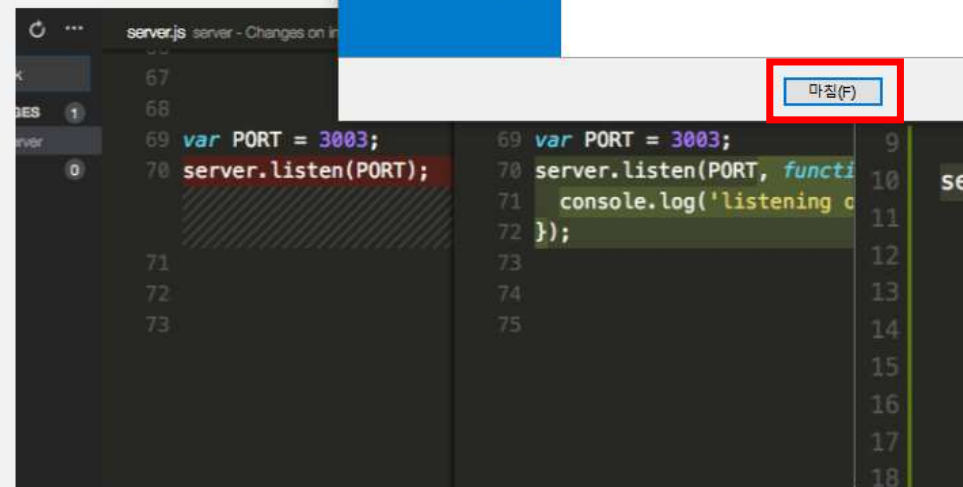 server.js server - Changes on in
67
68
마침(F)
GES 1
69 var PORT = 3003;
70 server.listen(PORT);
0
71
72
73
69 var PORT = 3003;
70 server.listen(PORT, functi
71 console.log('listening o
72 });
73
74
75
9
10 se
11
12
13
14
15
16
17
18